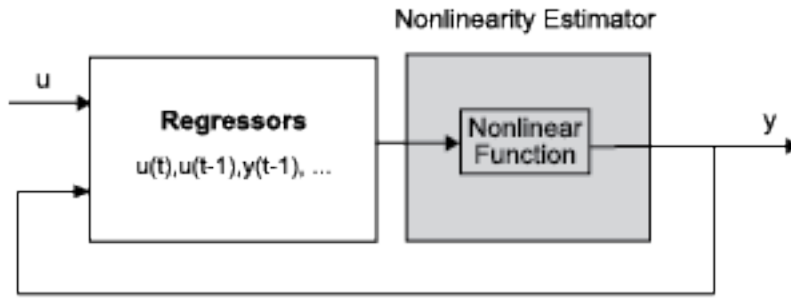 Nonlinearity Estimator
u
Regressors
u(t),u(t-1),y(t-1), ...
Nonlinear
Function
y